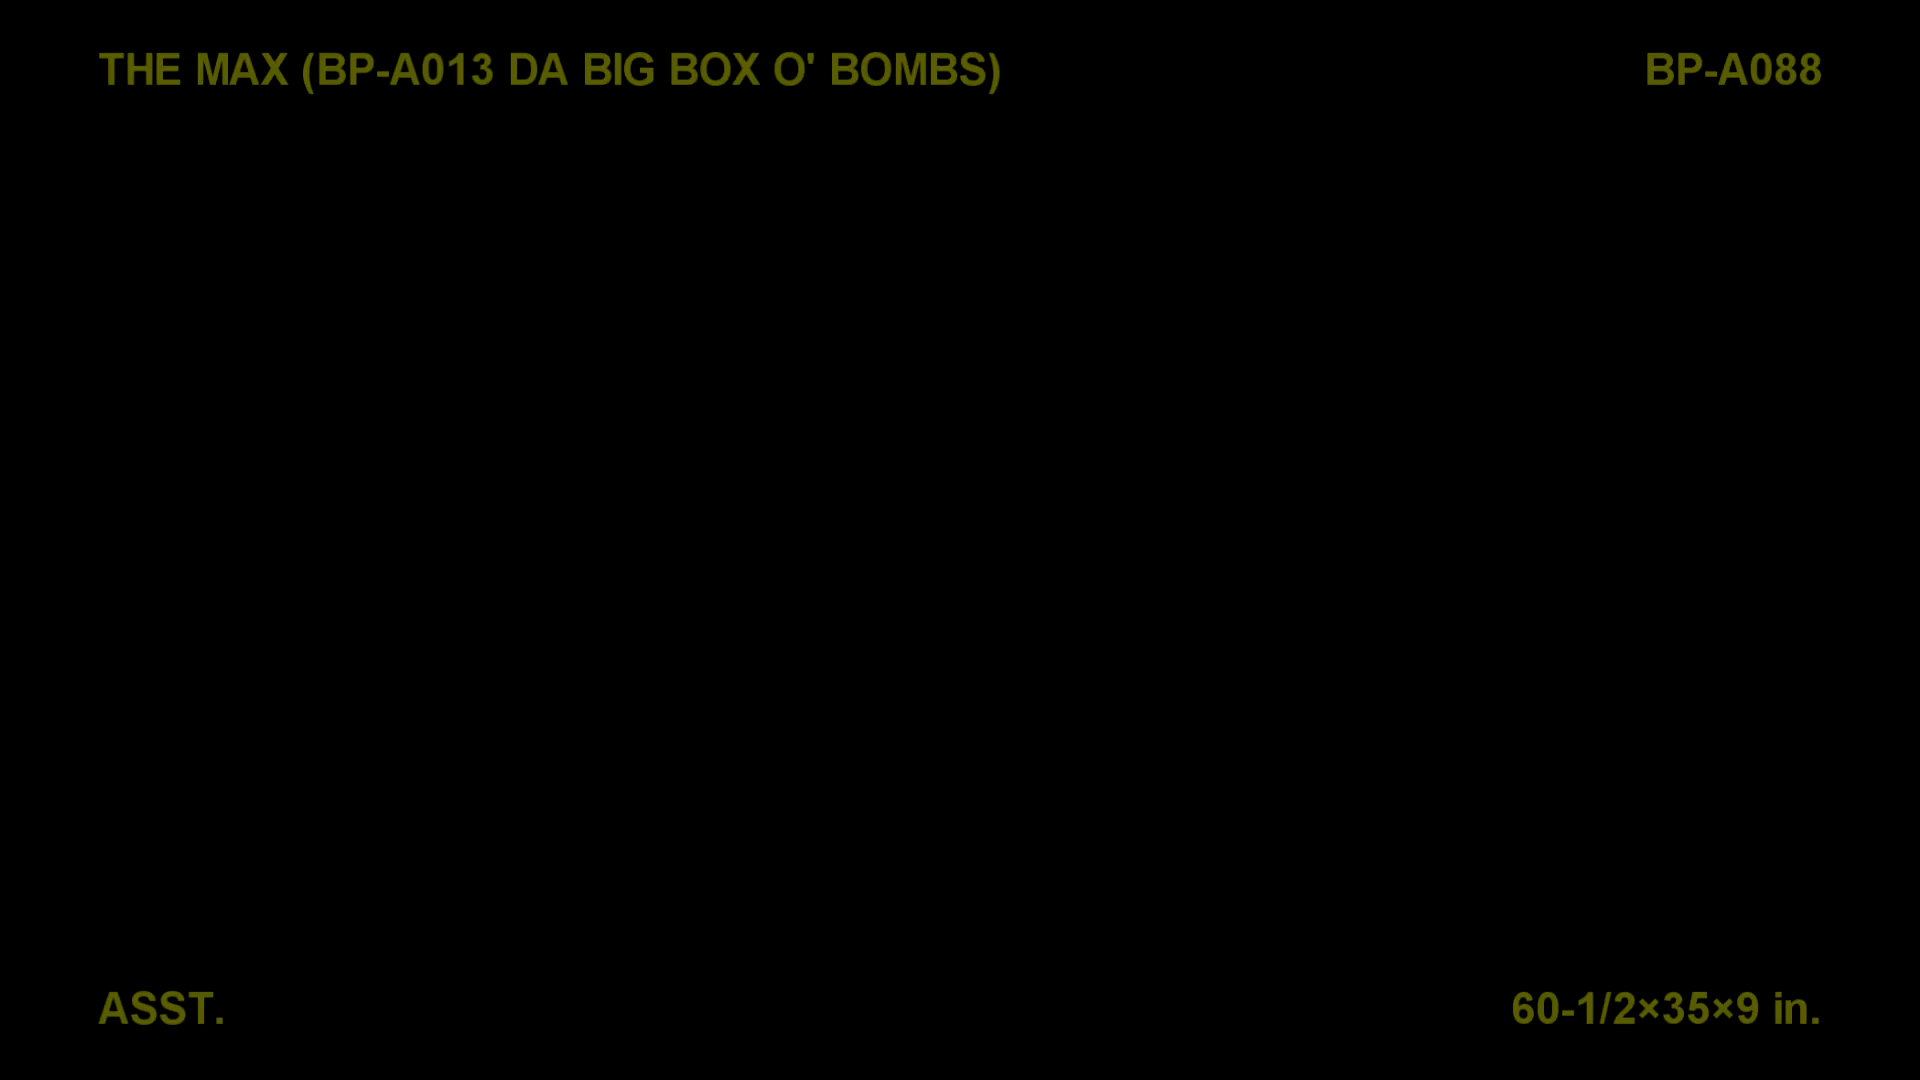 THE MAX (BP-A013 DA BIG BOX O' BOMBS)
BP-A088
ASST.
60-1/2×35×9 in.